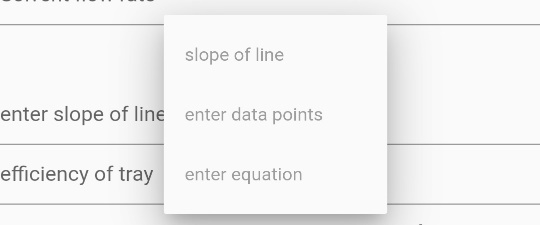 slope of line
enter slope of line
enter data points
efficiency of tray
enter equation